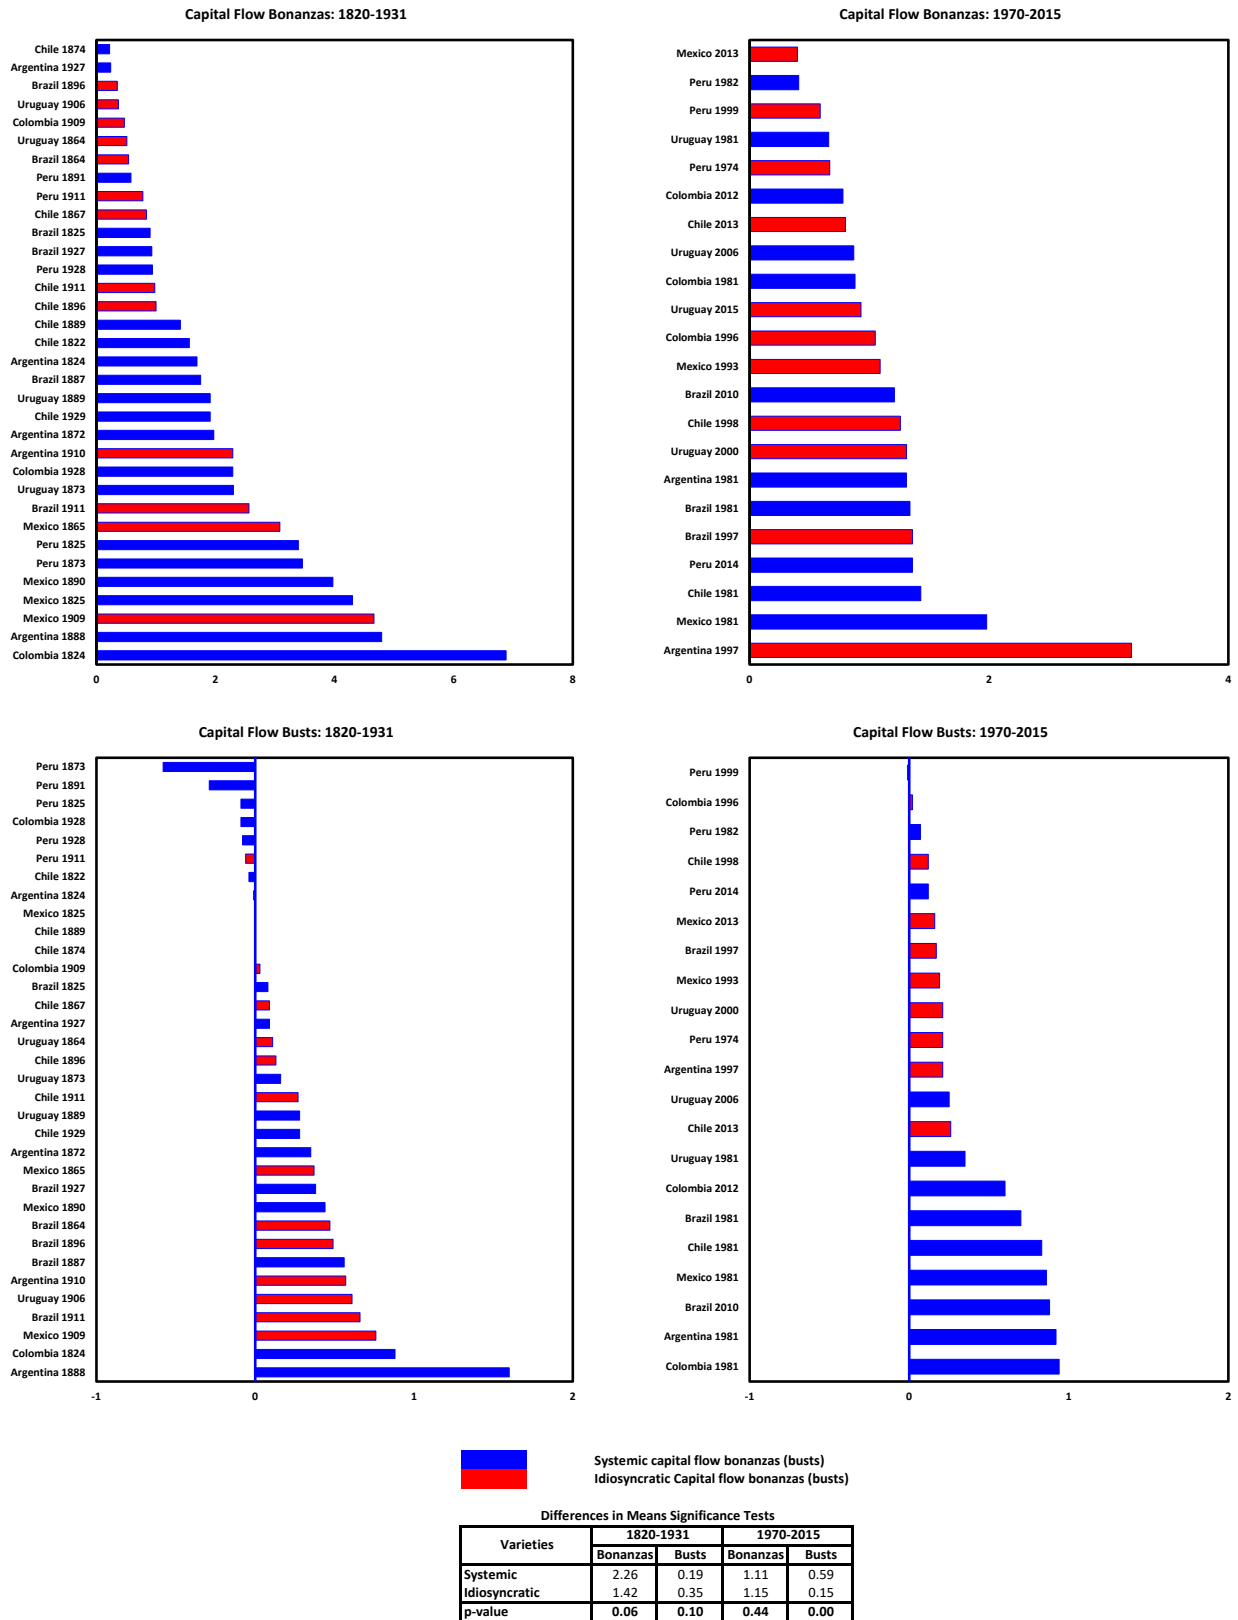 Capital Flow Bonanzas: 1820-1931
Chile 1874
Argentina 1927
Brazil 1896
Uruguay 1906
Colombia 1909
Uruguay 1864
Brazil 1864
Peru 1891
Peru 1911
Chile 1867
Brazil 1825
Brazil 1927
Peru 1928
Chile 1911
Chile 1896
Chile 1889
Chile 1822
Argentina 1824
Brazil 1887
Uruguay 1889
Chile 1929
Argentina 1872
Argentina 1910
Colombia 1928
Uruguay 1873
Brazil 1911
Mexico 1865
Peru 1825
Peru 1873
Mexico 1890
Mexico 1825
Mexico 1909
Argentina 1888
Colombia 1824
0 2 4 6 8
Capital Flow Bonanzas: 1970-2015
Mexico 2013
Peru 1982
Peru 1999
Uruguay 1981
Peru 1974
Colombia 2012
Chile 2013
Uruguay 2006
Colombia 1981
Uruguay 2015
Colombia 1996
Mexico 1993
Brazil 2010
Chile 1998
Uruguay 2000
Argentina 1981
Brazil 1981
Brazil 1997
Peru 2014
Chile 1981
Mexico 1981
Argentina 1997
0 2 4
Capital Flow Busts: 1820-1931
Peru 1873
Peru 1891
Peru 1825
Colombia 1928
Peru 1928
Peru 1911
Chile 1822
Argentina 1824
Mexico 1825
Chile 1889
Chile 1874
Colombia 1909
Brazil 1825
Chile 1867
Argentina 1927
Uruguay 1864
Chile 1896
Uruguay 1873
Chile 1911
Uruguay 1889
Chile 1929
Argentina 1872
Mexico 1865
Brazil 1927
Mexico 1890
Brazil 1864
Brazil 1896
Brazil 1887
Argentina 1910
Uruguay 1906
Brazil 1911
Mexico 1909
Colombia 1824
Argentina 1888
-1 0 1 2
Capital Flow Busts: 1970-2015
Peru 1999
Colombia 1996
Peru 1982
Chile 1998
Peru 2014
Mexico 2013
Brazil 1997
Mexico 1993
Uruguay 2000
Peru 1974
Argentina 1997
Uruguay 2006
Chile 2013
Uruguay 1981
Colombia 2012
Brazil 1981
Chile 1981
Mexico 1981
Brazil 2010
Argentina 1981
Colombia 1981
-1 0 1 2
Systemic capital flow bonanzas (busts)
Idiosyncratic Capital flow bonanzas (busts)
Differences in Means Significance Tests
Varieties 1820-1931 1970-2015
Bonanzas Busts Bonanzas Busts
Systemic 2.26 0.19 1.11 0.59
Idiosyncratic 1.42 0.35 1.15 0.15
p-value 0.06 0.10 0.44 0.00